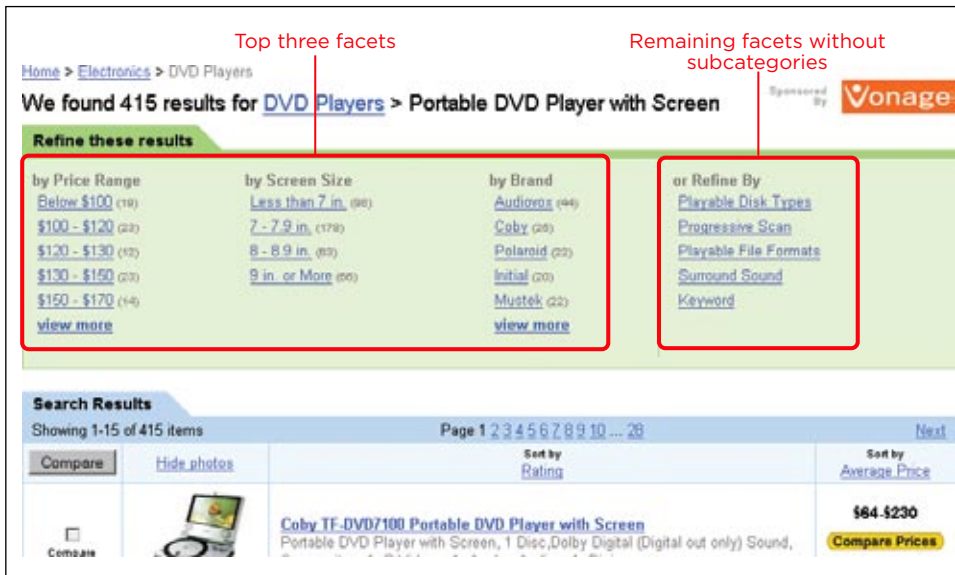 Top three facets
Remaining facets without
subcategories
Home > Electronics > DVD Players
We found 415 results for DVD Players > Portable DVD Player with Screen
Sponsored
By
Vonage
Refine these results
by Price Range
Below $100 (19)
$100 - $120 (23)
$120 - $130 (12)
$130 - $150 (23)
$150 - $170 (14)
view more
by Screen Size
Less than 7 in. (98)
7 - 7.9 in. (179)
8 - 8.9 in. (83)
9 in. or More (66)
by Brand
Audiovox (44)
Coby (28)
Polaroid (22)
Initial (20)
Mustek (22)
view more
or Refine By
Playable Disk Types
Progressive Scan
Playable File Formats
Surround Sound
Keyword
Search Results
Showing 1-15 of 415 items
Page 1 2 3 4 5 6 7 8 9 10 ... 28
Next
Compare
Hide photos
Sort by
Rating
Sort by
Average Price
Compare
Coby TF-DVD7100 Portable DVD Player with Screen
Portable DVD Player with Screen, 1 Disc,Dolby Digital (Digital out only) Sound,
$64-$230
Compare Prices